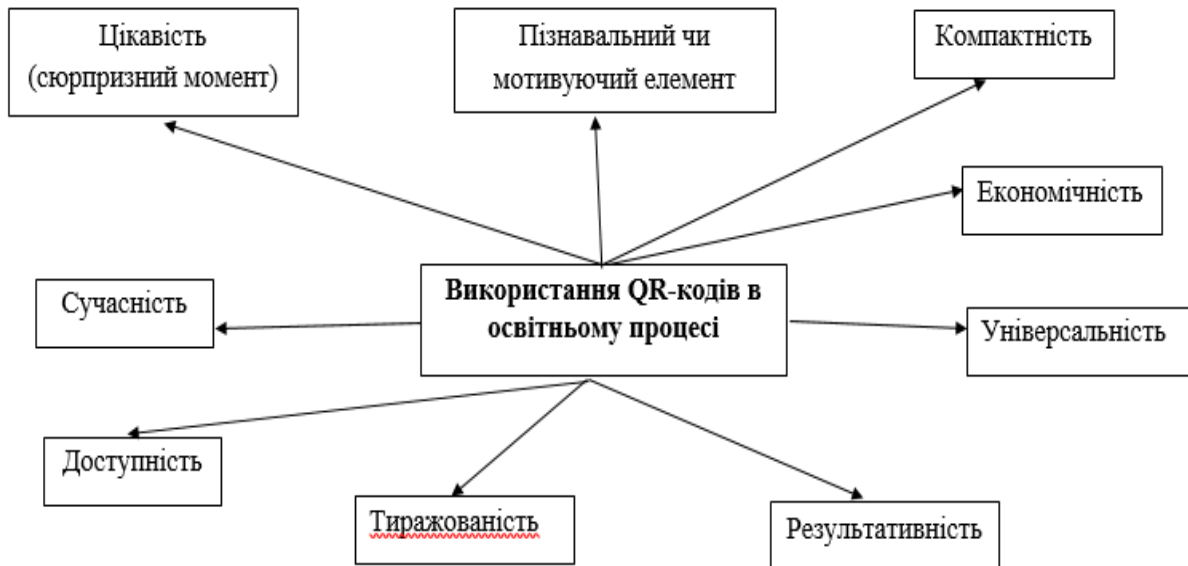 Цікавість
(сюрпризний момент)
Пізнавальний чи
мотивуючий елемент
Компактність
Економічність
Використання QR-кодів в
освітньому процесі
Сучасність
Універсальність
Доступність
Тиражованість
Результативність